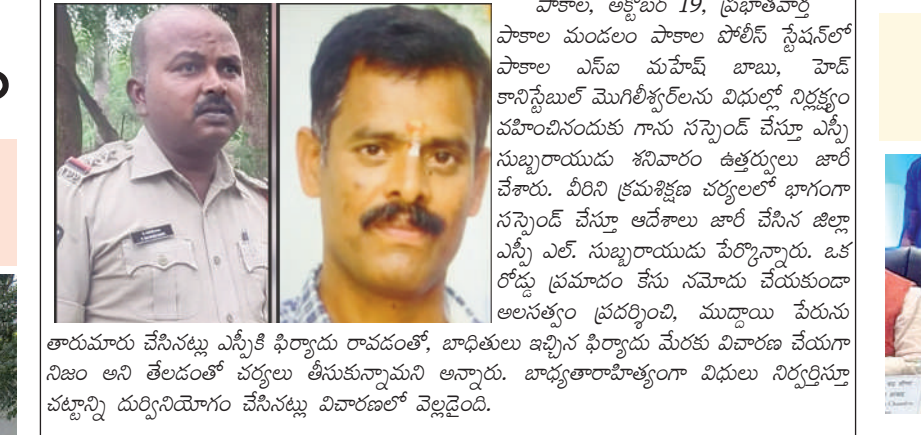 పాకాల, అక్టోబర్ 19, ప్రభాతవార్త
పాకాల మండలం పాకాల పోలీస్ స్టేషన్‌లో
పాకాల ఎస్ఐ మహేష్ బాబు, హెడ్
కానిస్టేబుల్ మొగిలీశ్వర్‌లను విధుల్లో నిర్లక్ష్యం
వహించినందుకు గాను సస్పెండ్ చేస్తూ ఎస్పీ
సుబ్బరాయుడు శనివారం ఉత్తర్వులు జారీ
చేశారు. వీరిని క్రమశిక్షణ చర్యలలో భాగంగా
సస్పెండ్ చేస్తూ ఆదేశాలు జారీ చేసిన జిల్లా
ఎస్పీ ఎల్. సుబ్బరాయుడు పేర్కొన్నారు. ఒక
రోడ్డు ప్రమాదం కేసు నమోదు చేయకుండా
అలసత్వం ప్రదర్శించి, ముద్దాయి పేరును
తారుమారు చేసినట్లు ఎస్పీకి ఫిర్యాదు రావడంతో, బాధితులు ఇచ్చిన ఫిర్యాదు మేరకు విచారణ చేయగా
నిజం అని తేలడంతో చర్యలు తీసుకున్నామని అన్నారు. బాధ్యతారాహిత్యంగా విధులు నిర్వర్తిస్తూ
చట్టాన్ని దుర్వినియోగం చేసినట్లు విచారణలో వెల్లడైంది.